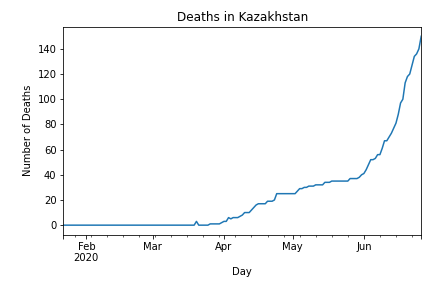 Deaths in Kazakhstan
Number of Deaths
140
120
100
80
60
40
20
0
Feb
2020
Mar
Apr
May
Jun
Day